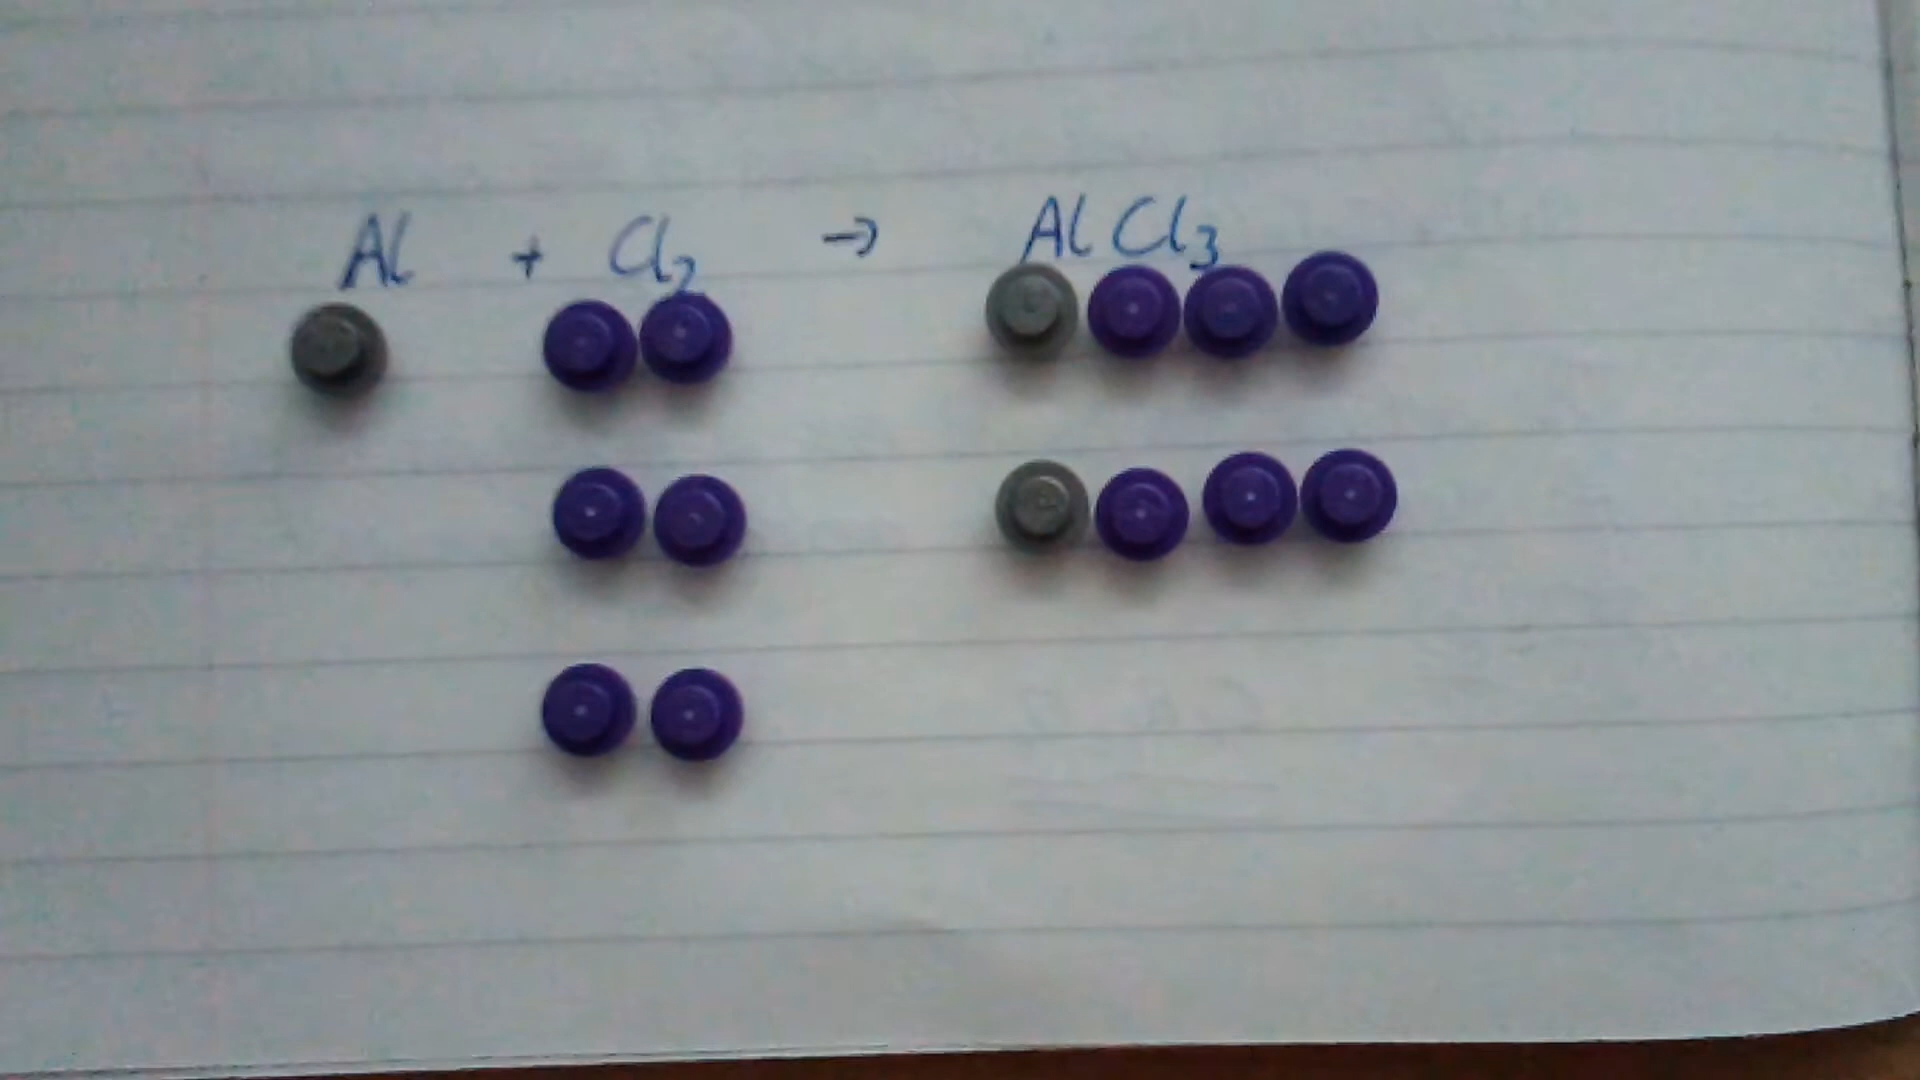 Al + Cl₂ → AlCl₃